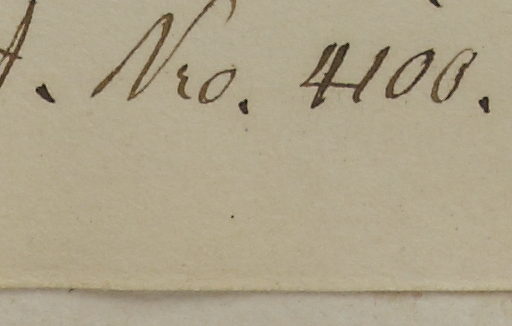 . Nro. 4100.